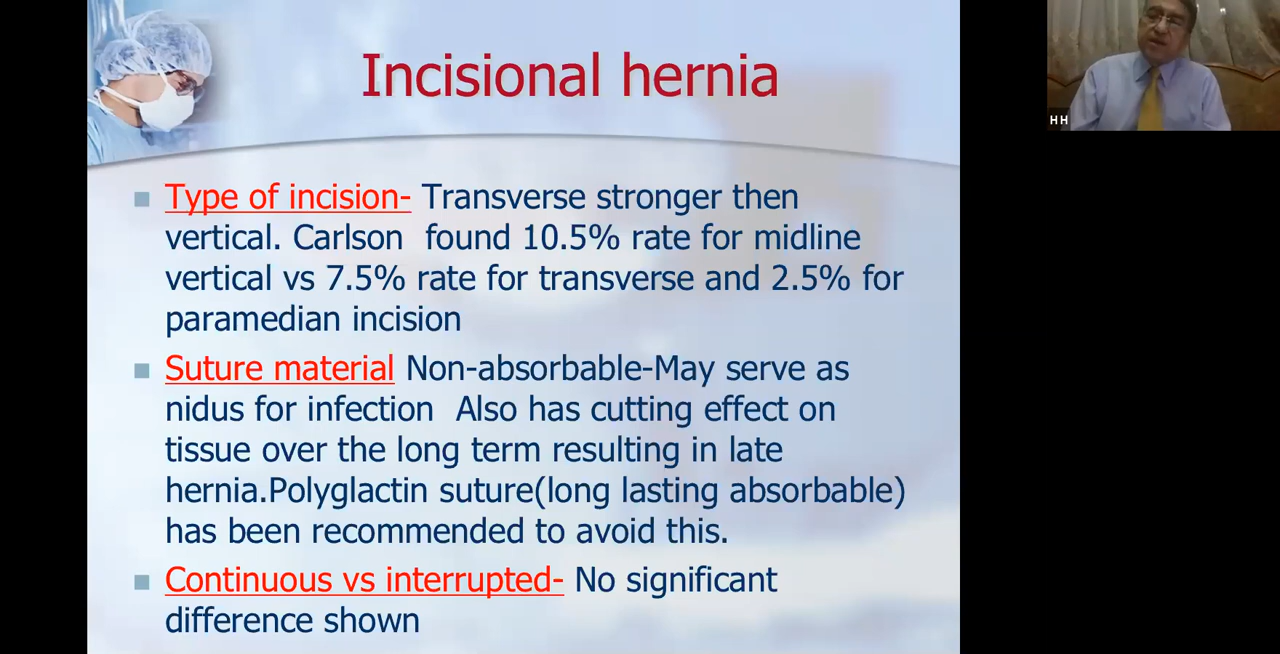 Incisional hernia
Type of incision- Transverse stronger then
vertical. Carlson  found 10.5% rate for midline
vertical vs 7.5% rate for transverse and 2.5% for
paramedian incision
Suture material Non-absorbable-May serve as
nidus for infection  Also has cutting effect on
tissue over the long term resulting in late
hernia.Polyglactin suture(long lasting absorbable)
has been recommended to avoid this.
Continuous vs interrupted- No significant
difference shown
HH